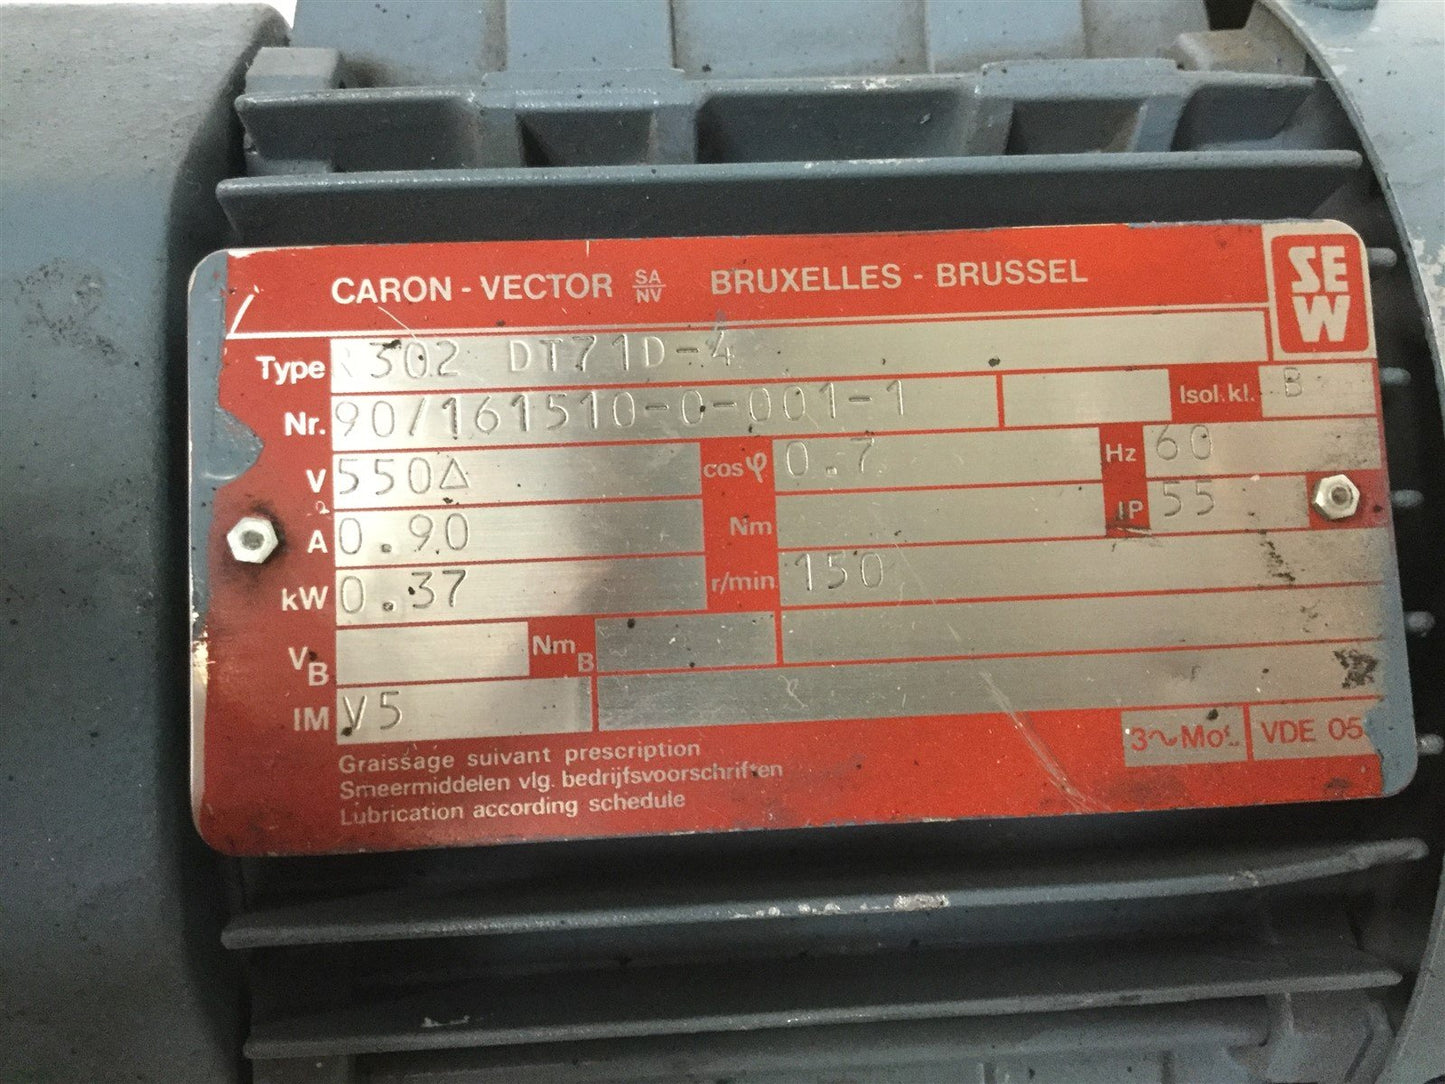 CARON - VECTOR SA/NV BRUXELLES - BRUSSEL
SEW
Type 302 DT71D-4
Nr. 90/161510-0-001-1 Isol. kl. B
V 550△ cosφ 0.7 Hz 60
A 0.90 Nm IP 55
kW 0.37 r/min 150
VB NmB
IM V5
3~Mot. VDE 05
Graissage suivant prescription
Smeermiddelen vlg. bedrijfsvoorschriften
Lubrication according schedule